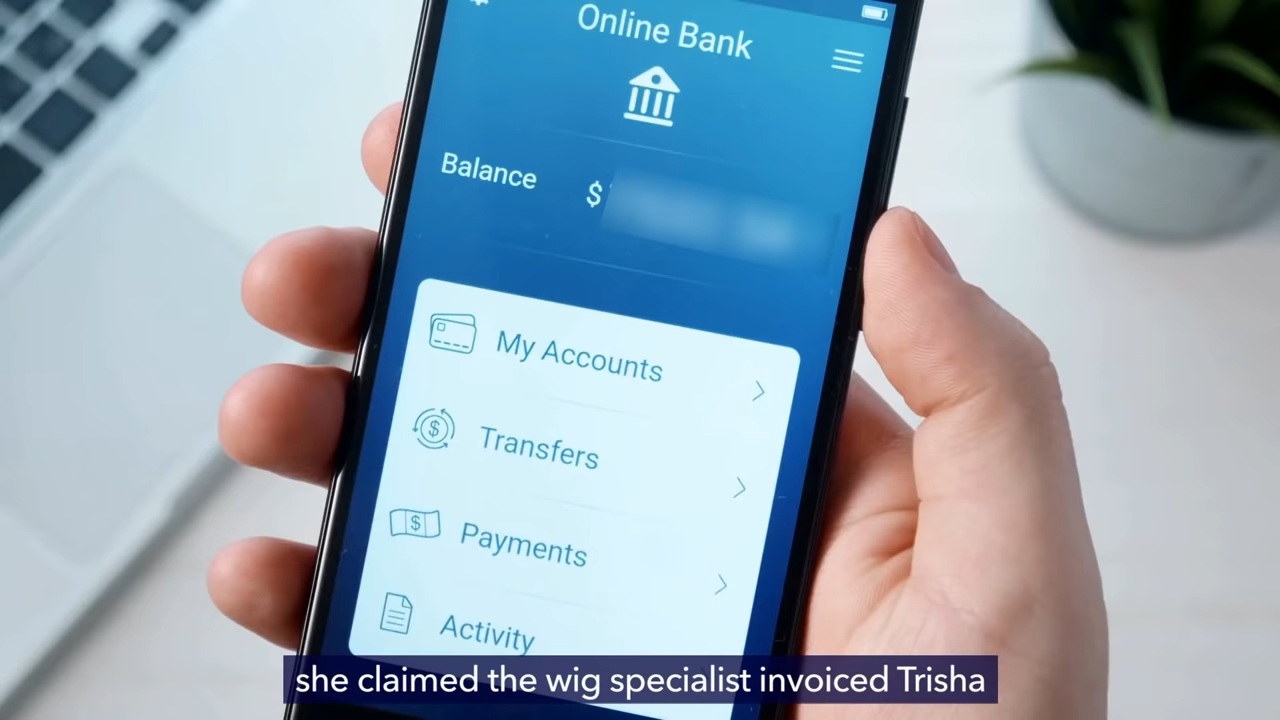 Online Bank
Balance $
My Accounts
Transfers
Payments
Activity
she claimed the wig specialist invoiced Trisha